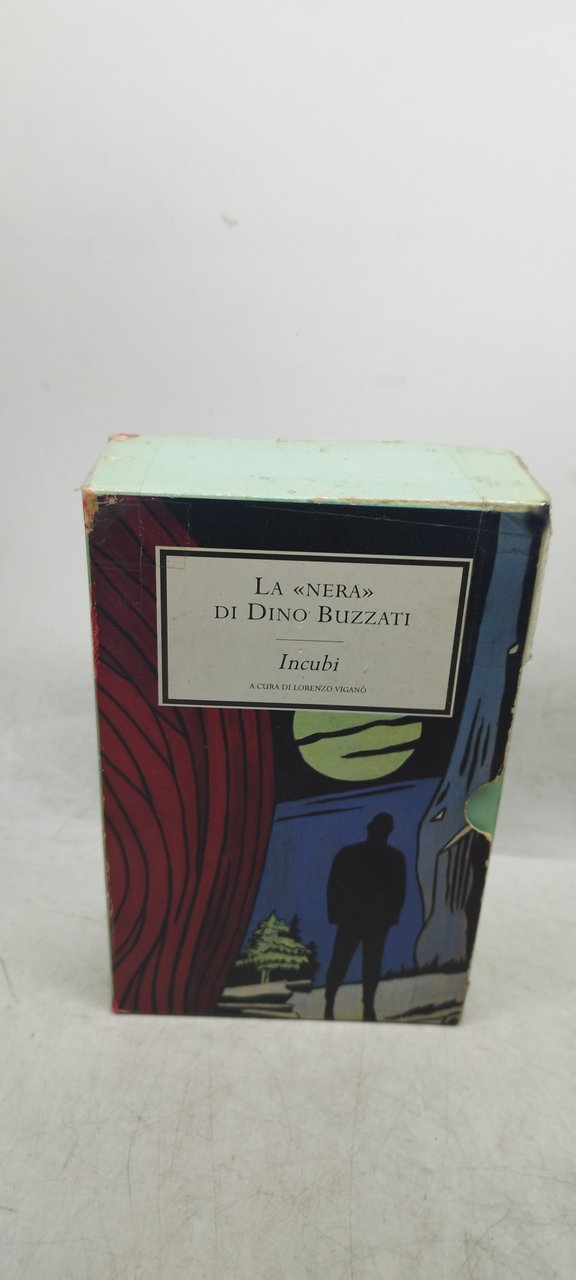 LA «NERA»
DI DINO BUZZATI
Incubi
A CURA DI LORENZO VIGANÒ